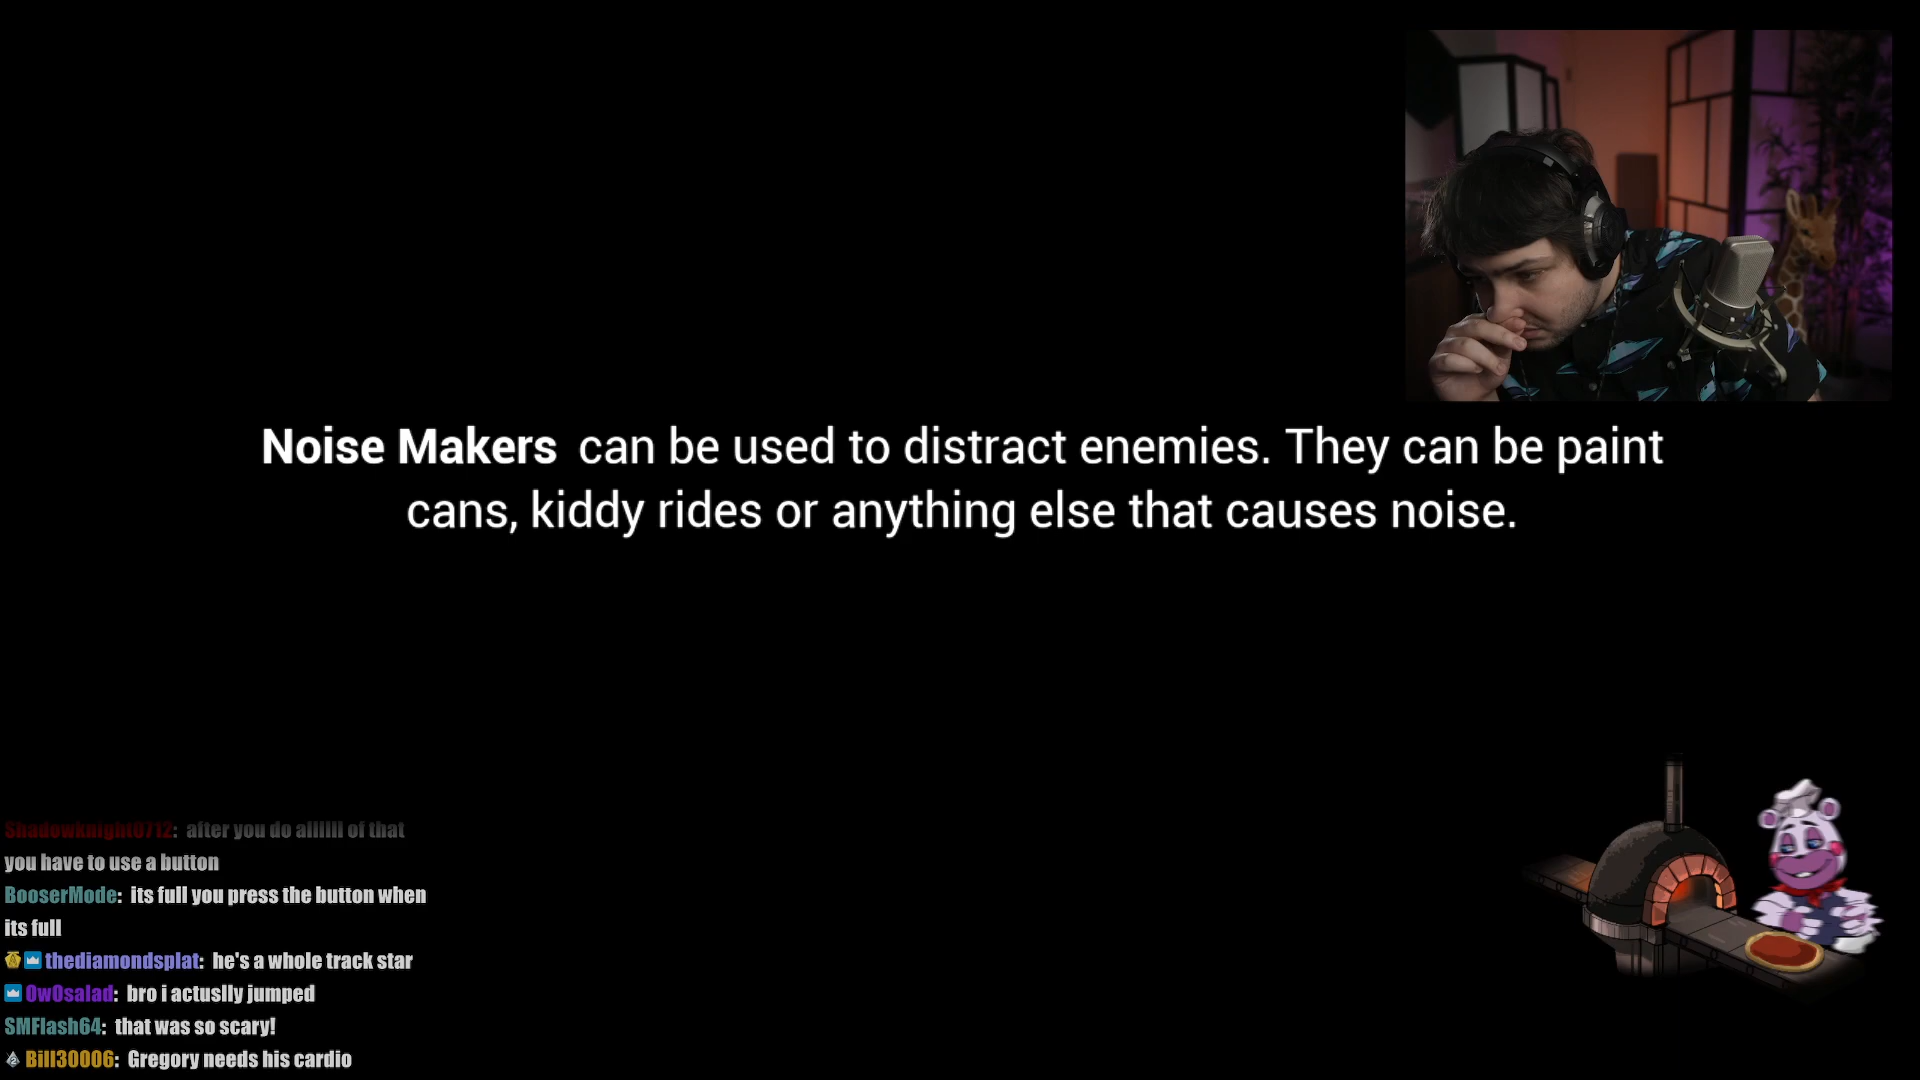 Noise Makers can be used to distract enemies. They can be paint
cans, kiddy rides or anything else that causes noise.
Shadowknight0712: after you do allllll of that
you have to use a button
BooserMode: its full you press the button when
its full
thediamondsplat: he's a whole track star
OwOsalad: bro i actuslly jumped
SMFlash64: that was so scary!
Bill30006: Gregory needs his cardio